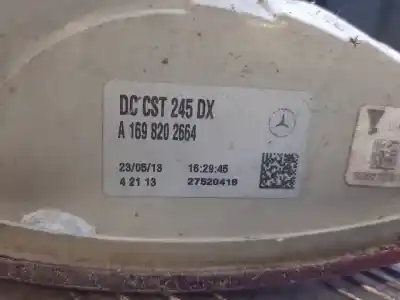 DC CST 245 DX
A 169 820 2664
23/05/13 16:29:45
4 21 13 27520419